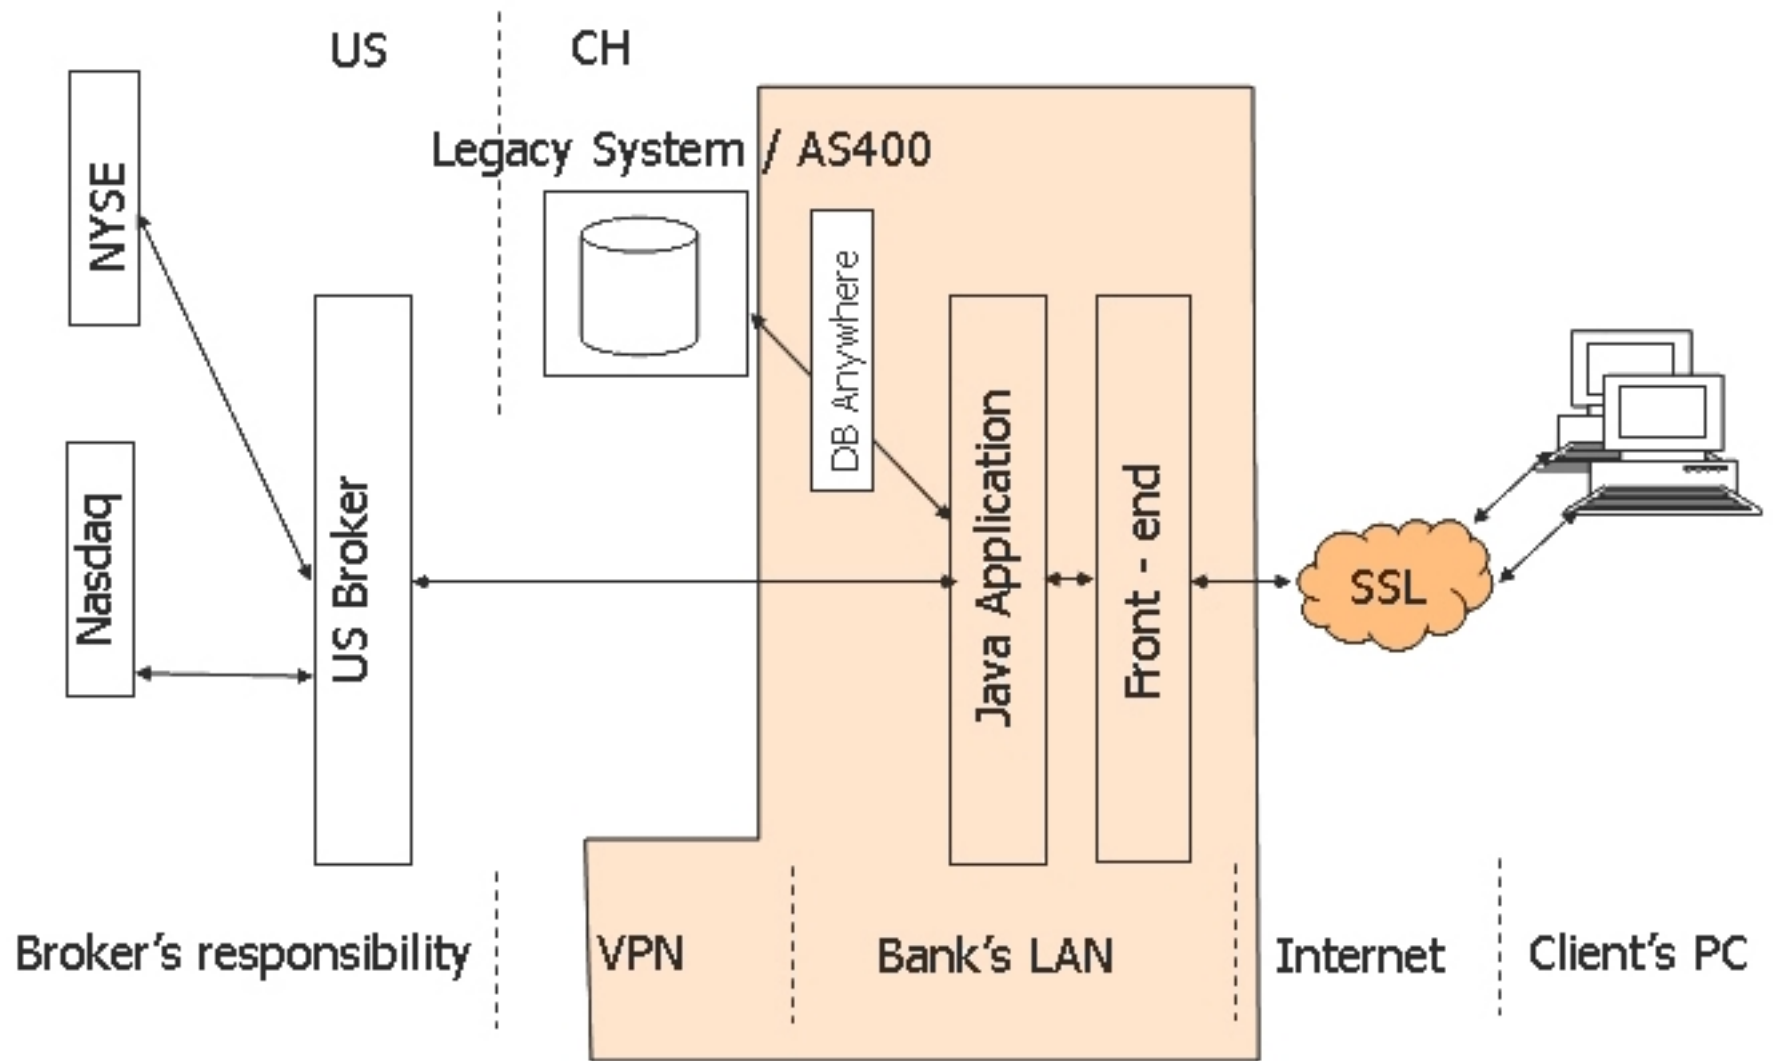 US
CH
Legacy System / AS400
NYSE
DB Anywhere
Nasdaq
US Broker
Java Application
Front - end
SSL
Broker's responsibility
VPN
Bank's LAN
Internet
Client's PC